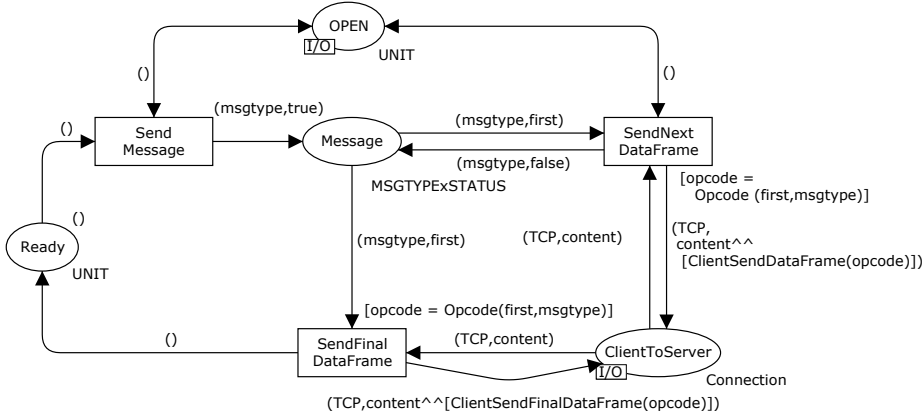 OPEN
I/O
UNIT
()
()
(msgtype,true)
()
Send
Message
Message
(msgtype,first)
(msgtype,false)
SendNext
DataFrame
MSGTYPExSTATUS
[opcode =
Opcode (first,msgtype)]
()
Ready
UNIT
(msgtype,first)
(TCP,content)
(TCP,
content^^
[ClientSendDataFrame(opcode)])
[opcode = Opcode(first,msgtype)]
()
SendFinal
DataFrame
(TCP,content)
ClientToServer
I/O
Connection
(TCP,content^^[ClientSendFinalDataFrame(opcode)])